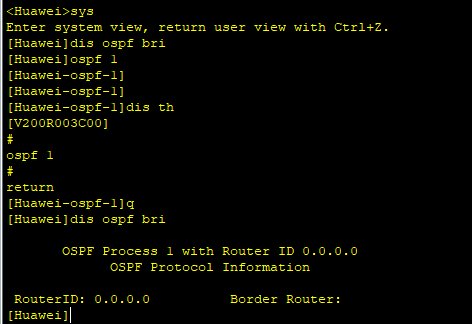 <Huawei>sys
Enter system view, return user view with Ctrl+Z.
[Huawei]dis ospf bri
[Huawei]ospf 1
[Huawei-ospf-1]
[Huawei-ospf-1]
[Huawei-ospf-1]dis th
[V200R003C00]
#
ospf 1
#
return
[Huawei-ospf-1]q
[Huawei]dis ospf bri
OSPF Process 1 with Router ID 0.0.0.0
OSPF Protocol Information
RouterID: 0.0.0.0 Border Router:
[Huawei]